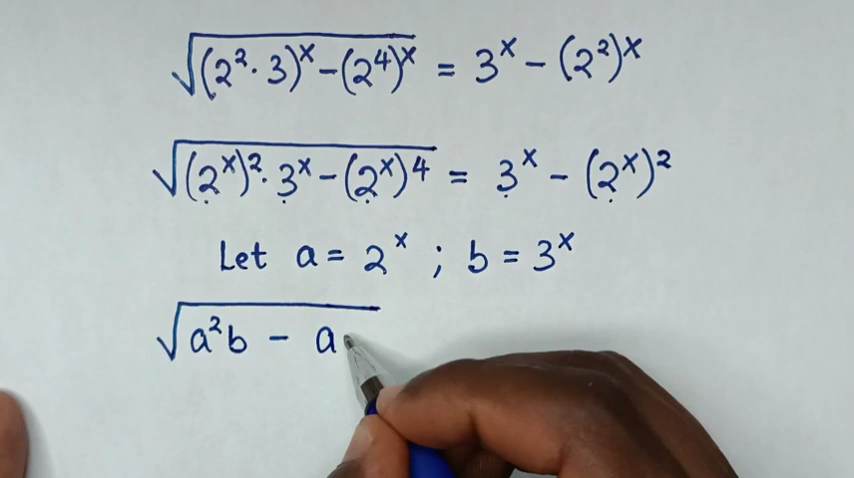 √((2²·3)ˣ−(2⁴)ˣ) = 3ˣ − (2²)ˣ
√((2ˣ)²·3ˣ−(2ˣ)⁴) = 3ˣ − (2ˣ)²
Let a = 2ˣ ; b = 3ˣ
√(a²b − a)